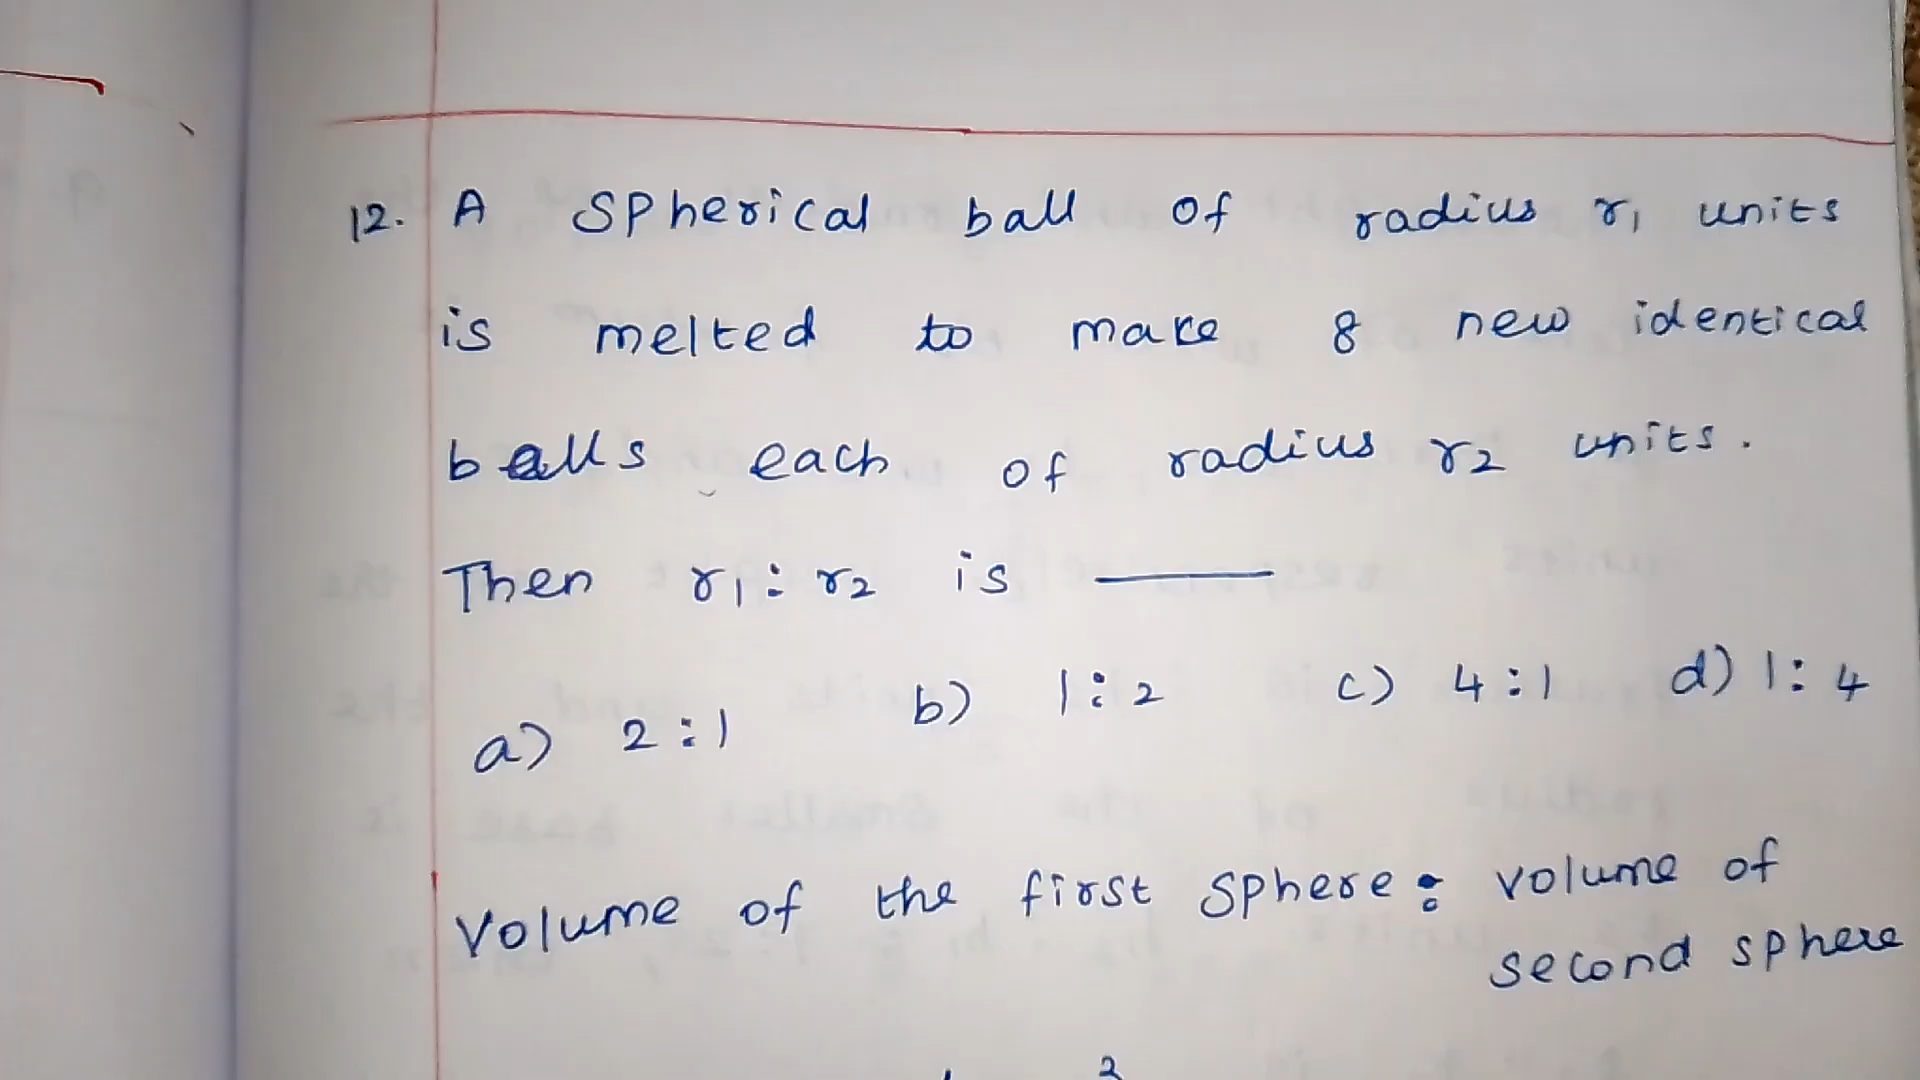 12. A Spherical ball of radius r1 units
is melted to make 8 new identical
balls each of radius r2 units.
Then r1 : r2 is ———
a) 2 : 1 b) 1 : 2 c) 4 : 1 d) 1 : 4
Volume of the first Sphere : volume of
second sphere